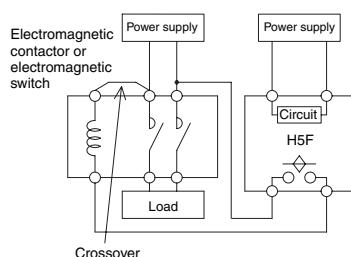 Power supply
Power supply
Electromagnetic
contactor or
electromagnetic
switch
Circuit
H5F
Load
Crossover